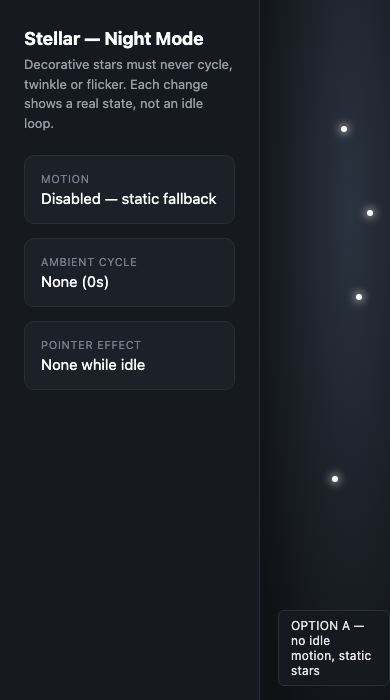 Stellar — Night Mode
Decorative stars must never cycle,
twinkle or flicker. Each change
shows a real state, not an idle
loop.
MOTION
Disabled — static fallback
AMBIENT CYCLE
None (0s)
POINTER EFFECT
None while idle
OPTION A —
no idle
motion, static
stars